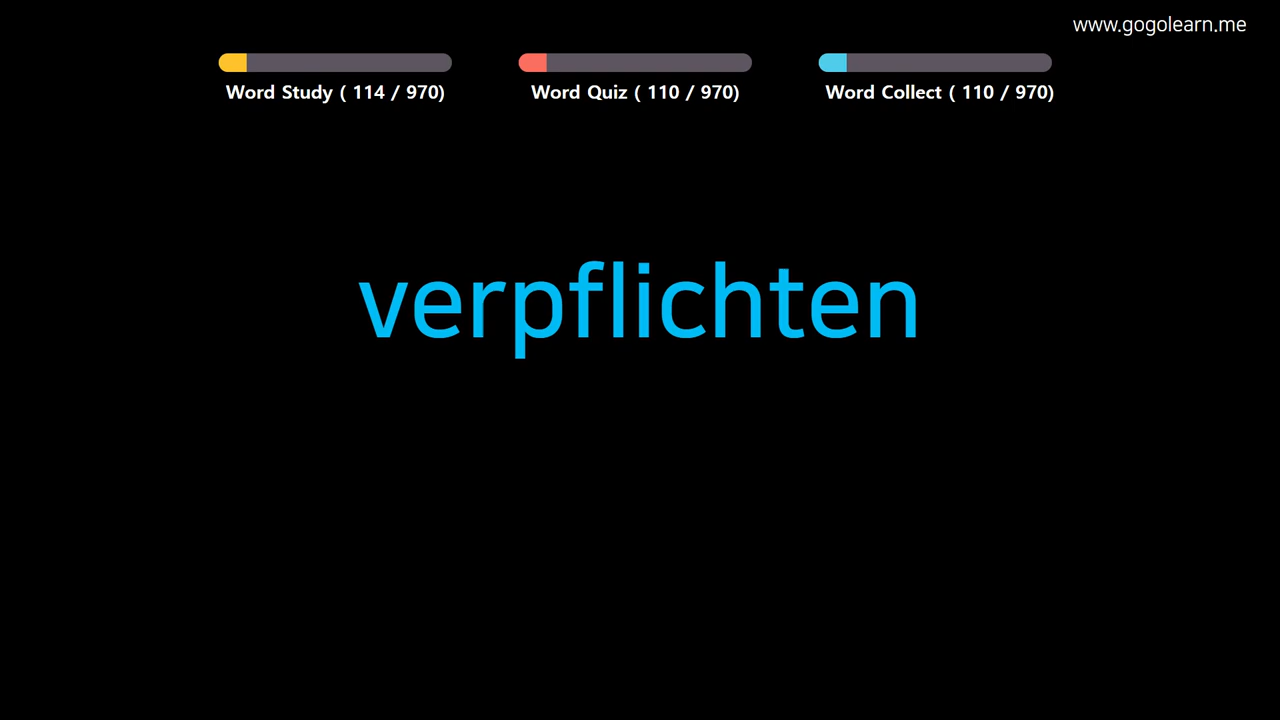 www.gogolearn.me
Word Study ( 114 / 970)
Word Quiz ( 110 / 970)
Word Collect ( 110 / 970)
verpflichten